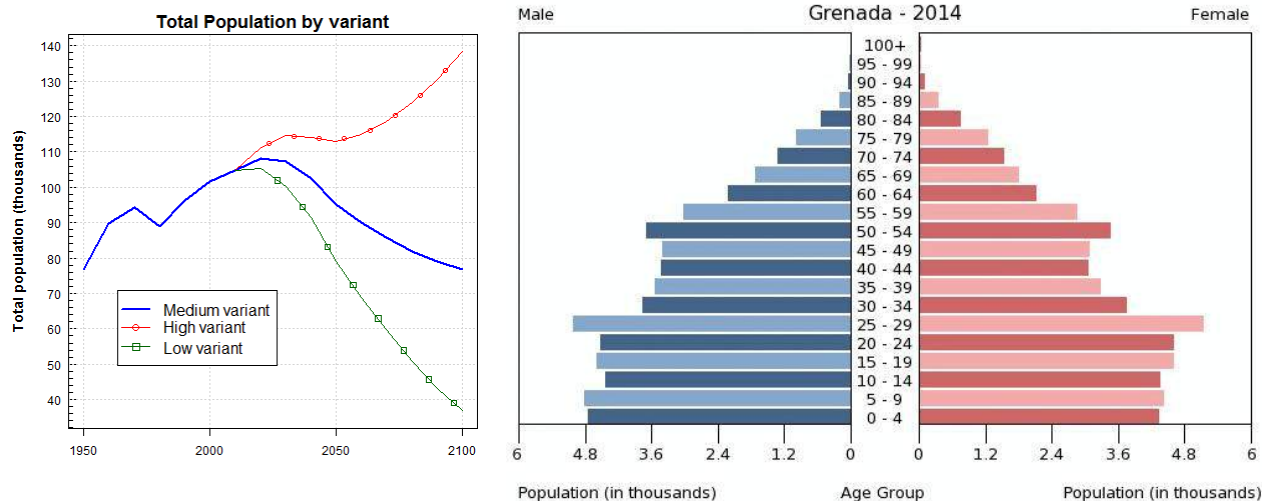 Total Population by variant
Total population (thousands)
140
130
120
110
100
90
80
70
60
50
40
1950
2000
2050
2100
Medium variant
High variant
Low variant
Male
Grenada - 2014
Female
100+
95 - 99
90 - 94
85 - 89
80 - 84
75 - 79
70 - 74
65 - 69
60 - 64
55 - 59
50 - 54
45 - 49
40 - 44
35 - 39
30 - 34
25 - 29
20 - 24
15 - 19
10 - 14
5 - 9
0 - 4
6 4.8 3.6 2.4 1.2 0
0 1.2 2.4 3.6 4.8 6
Population (in thousands)
Age Group
Population (in thousands)